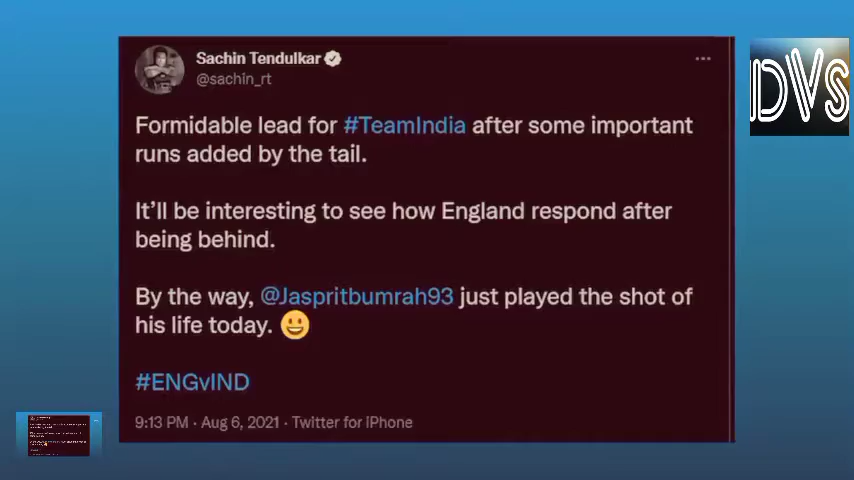 Sachin Tendulkar
@sachin_rt
Formidable lead for #TeamIndia after some important
runs added by the tail.
It'll be interesting to see how England respond after
being behind.
By the way, @Jaspritbumrah93 just played the shot of
his life today. 😀
#ENGvIND
9:13 PM · Aug 6, 2021 · Twitter for iPhone
DVs